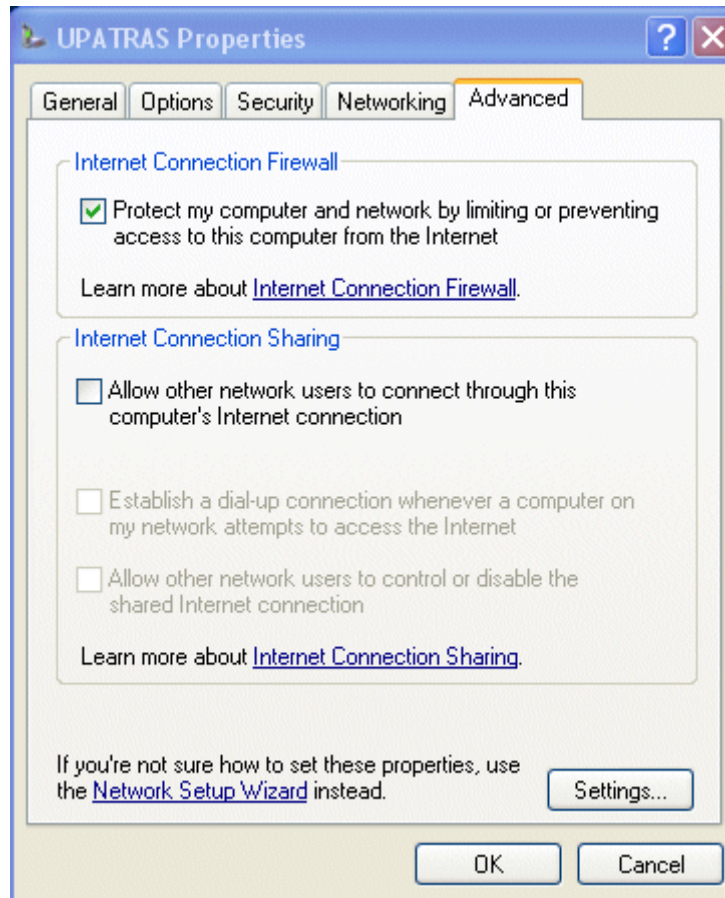 UPATRAS Properties
General Options Security Networking Advanced
Internet Connection Firewall
Protect my computer and network by limiting or preventing
access to this computer from the Internet
Learn more about Internet Connection Firewall.
Internet Connection Sharing
Allow other network users to connect through this
computer's Internet connection
Establish a dial-up connection whenever a computer on
my network attempts to access the Internet
Allow other network users to control or disable the
shared Internet connection
Learn more about Internet Connection Sharing.
If you're not sure how to set these properties, use
the Network Setup Wizard instead.
Settings...
OK Cancel